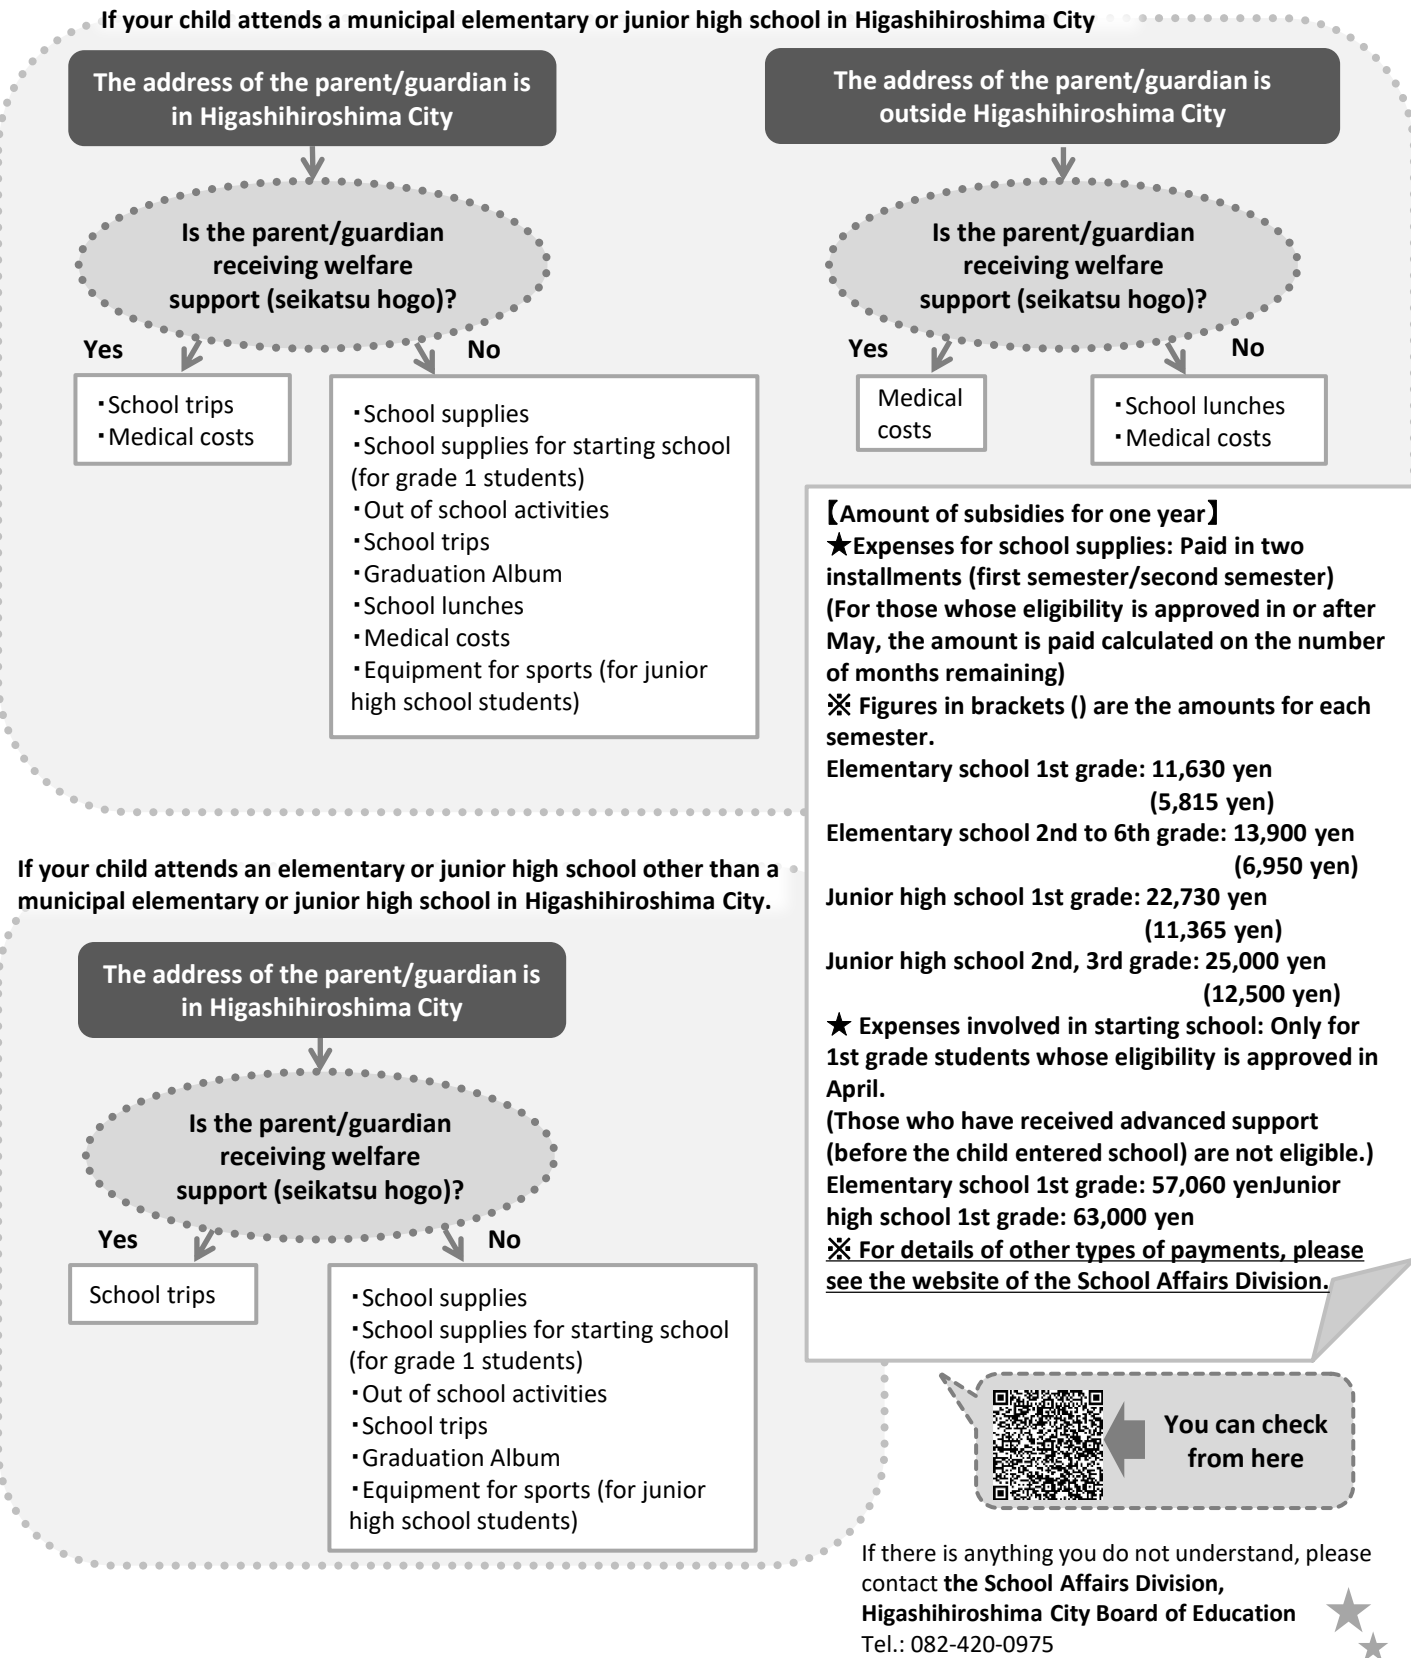 If your child attends a municipal elementary or junior high school in Higashihiroshima City
The address of the parent/guardian is
in Higashihiroshima City
Is the parent/guardian
receiving welfare
support (seikatsu hogo)?
Yes
No
・School trips
・Medical costs
・School supplies
・School supplies for starting school
(for grade 1 students)
・Out of school activities
・School trips
・Graduation Album
・School lunches
・Medical costs
・Equipment for sports (for junior
high school students)
The address of the parent/guardian is
outside Higashihiroshima City
Is the parent/guardian
receiving welfare
support (seikatsu hogo)?
Yes
No
Medical
costs
・School lunches
・Medical costs
【Amount of subsidies for one year】
★Expenses for school supplies: Paid in two
installments (first semester/second semester)
(For those whose eligibility is approved in or after
May, the amount is paid calculated on the number
of months remaining)
※ Figures in brackets () are the amounts for each
semester.
Elementary school 1st grade: 11,630 yen
(5,815 yen)
Elementary school 2nd to 6th grade: 13,900 yen
(6,950 yen)
Junior high school 1st grade: 22,730 yen
(11,365 yen)
Junior high school 2nd, 3rd grade: 25,000 yen
(12,500 yen)
★ Expenses involved in starting school: Only for
1st grade students whose eligibility is approved in
April.
(Those who have received advanced support
(before the child entered school) are not eligible.)
Elementary school 1st grade: 57,060 yenJunior
high school 1st grade: 63,000 yen
※ For details of other types of payments, please
see the website of the School Affairs Division.
If your child attends an elementary or junior high school other than a
municipal elementary or junior high school in Higashihiroshima City.
The address of the parent/guardian is
in Higashihiroshima City
Is the parent/guardian
receiving welfare
support (seikatsu hogo)?
Yes
No
School trips
・School supplies
・School supplies for starting school
(for grade 1 students)
・Out of school activities
・School trips
・Graduation Album
・Equipment for sports (for junior
high school students)
You can check
from here
If there is anything you do not understand, please
contact the School Affairs Division,
Higashihiroshima City Board of Education
Tel.: 082-420-0975